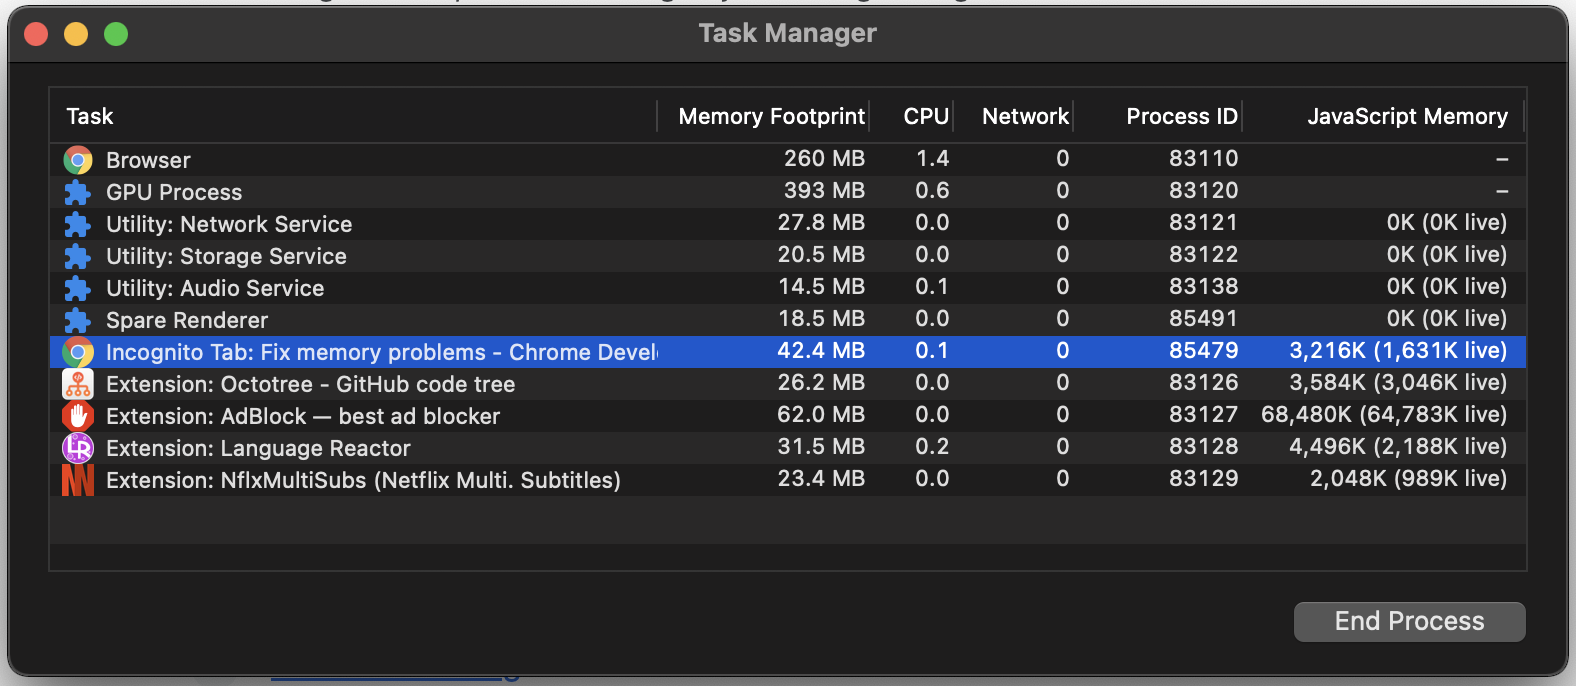 Task Manager
Task Memory Footprint CPU Network Process ID JavaScript Memory
Browser 260 MB 1.4 0 83110 –
GPU Process 393 MB 0.6 0 83120 –
Utility: Network Service 27.8 MB 0.0 0 83121 0K (0K live)
Utility: Storage Service 20.5 MB 0.0 0 83122 0K (0K live)
Utility: Audio Service 14.5 MB 0.1 0 83138 0K (0K live)
Spare Renderer 18.5 MB 0.0 0 85491 0K (0K live)
Incognito Tab: Fix memory problems - Chrome Devel 42.4 MB 0.1 0 85479 3,216K (1,631K live)
Extension: Octotree - GitHub code tree 26.2 MB 0.0 0 83126 3,584K (3,046K live)
Extension: AdBlock — best ad blocker 62.0 MB 0.0 0 83127 68,480K (64,783K live)
LR Extension: Language Reactor 31.5 MB 0.2 0 83128 4,496K (2,188K live)
Extension: NflxMultiSubs (Netflix Multi. Subtitles) 23.4 MB 0.0 0 83129 2,048K (989K live)
End Process